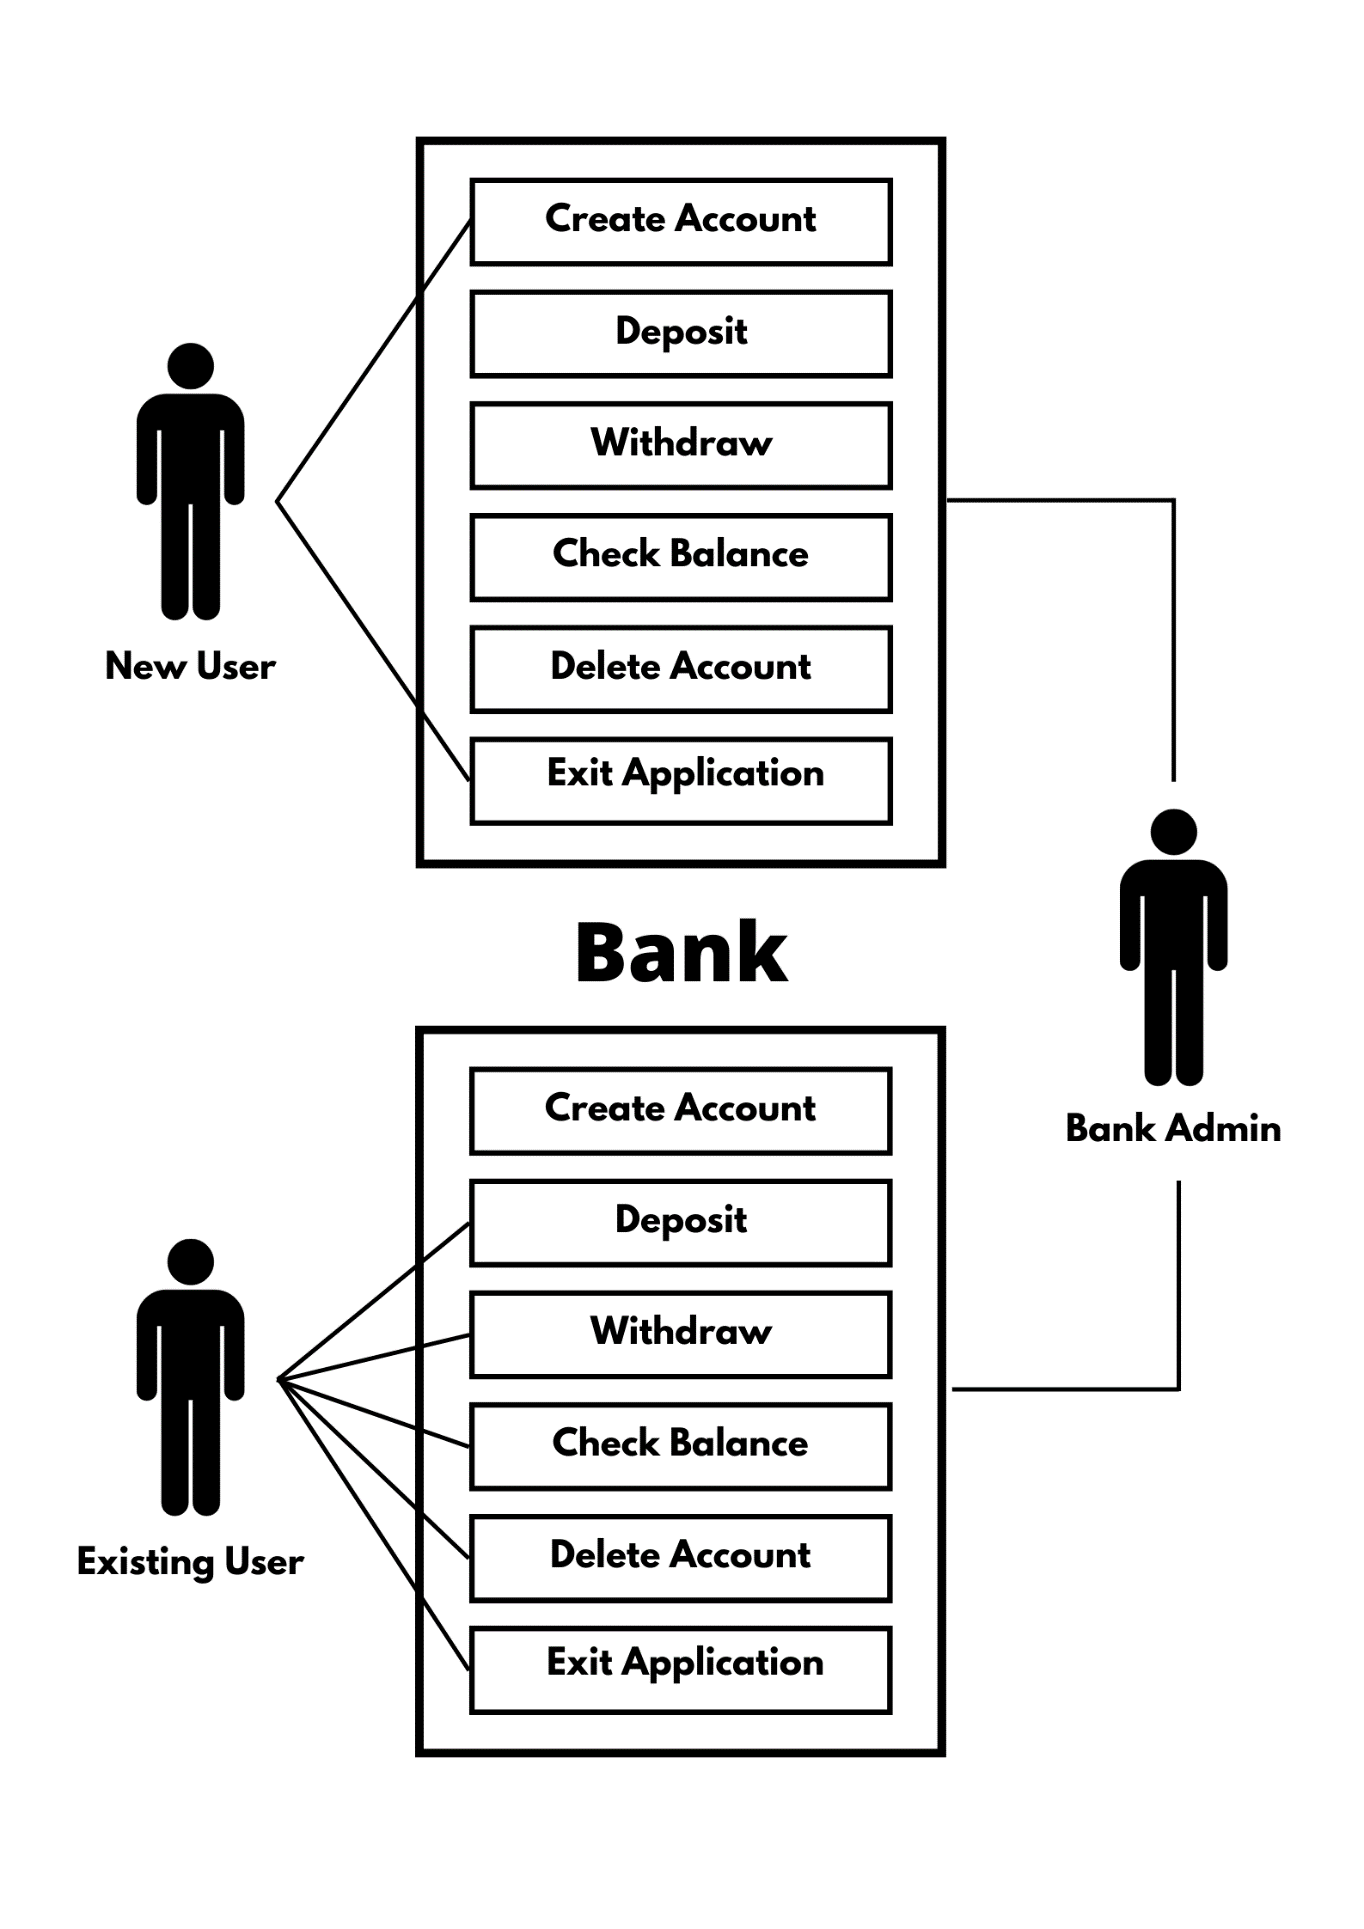 Create Account
Deposit
Withdraw
Check Balance
Delete Account
Exit Application
New User
Bank
Bank Admin
Create Account
Deposit
Withdraw
Check Balance
Delete Account
Exit Application
Existing User